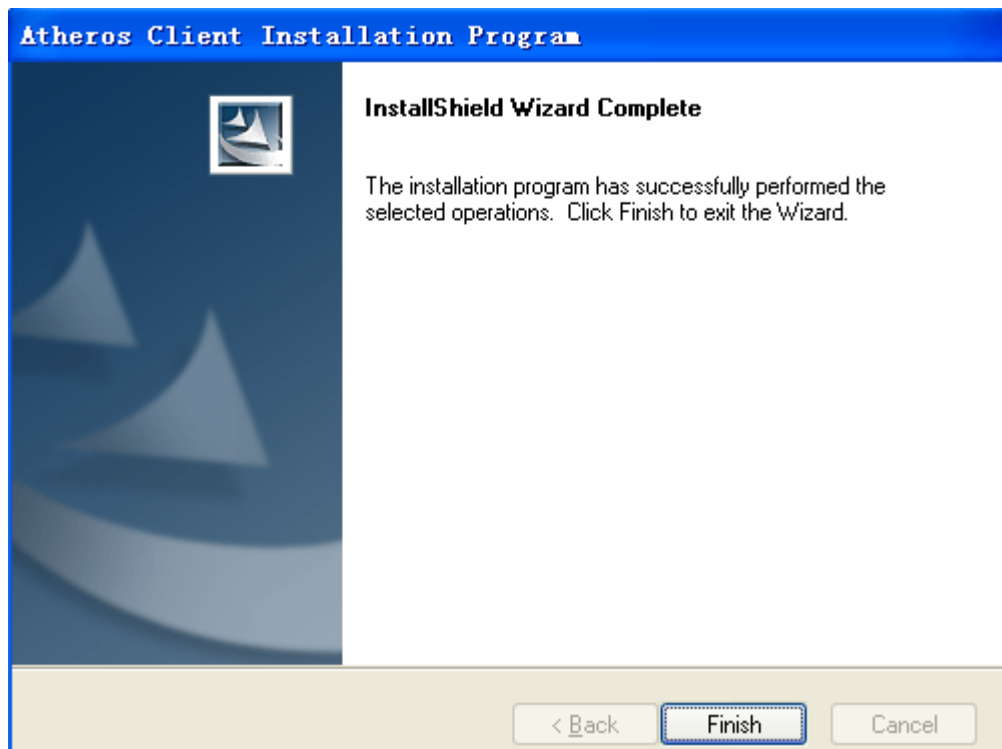 Atheros Client Installation Program
InstallShield Wizard Complete
The installation program has successfully performed the
selected operations.  Click Finish to exit the Wizard.
< Back
Finish
Cancel